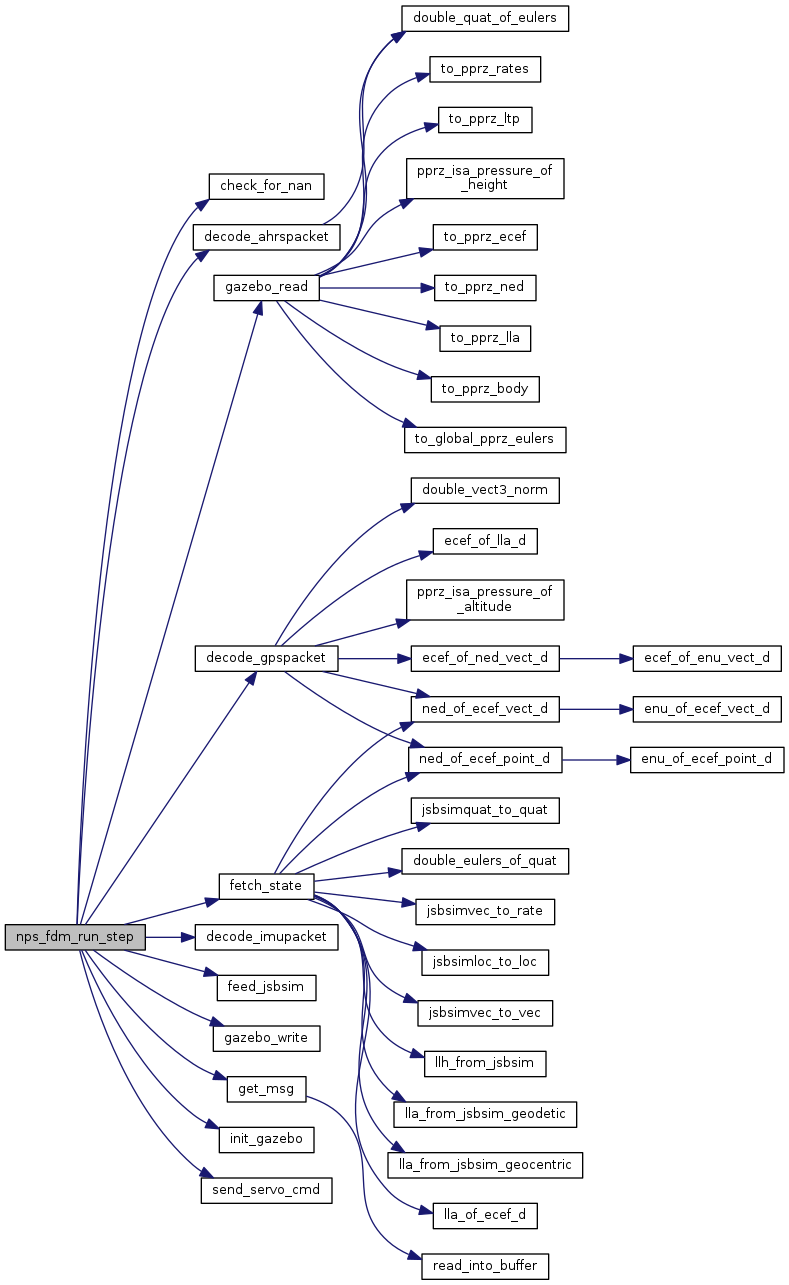 double_quat_of_eulers
to_pprz_rates
to_pprz_ltp
pprz_isa_pressure_of
_height
check_for_nan
decode_ahrspacket
to_pprz_ecef
gazebo_read
to_pprz_ned
to_pprz_lla
to_pprz_body
to_global_pprz_eulers
double_vect3_norm
ecef_of_lla_d
pprz_isa_pressure_of
_altitude
decode_gpspacket
ecef_of_ned_vect_d
ecef_of_enu_vect_d
ned_of_ecef_vect_d
enu_of_ecef_vect_d
ned_of_ecef_point_d
enu_of_ecef_point_d
jsbsimquat_to_quat
double_eulers_of_quat
fetch_state
jsbsimvec_to_rate
nps_fdm_run_step
decode_imupacket
jsbsimloc_to_loc
feed_jsbsim
jsbsimvec_to_vec
gazebo_write
llh_from_jsbsim
get_msg
lla_from_jsbsim_geodetic
init_gazebo
lla_from_jsbsim_geocentric
send_servo_cmd
lla_of_ecef_d
read_into_buffer